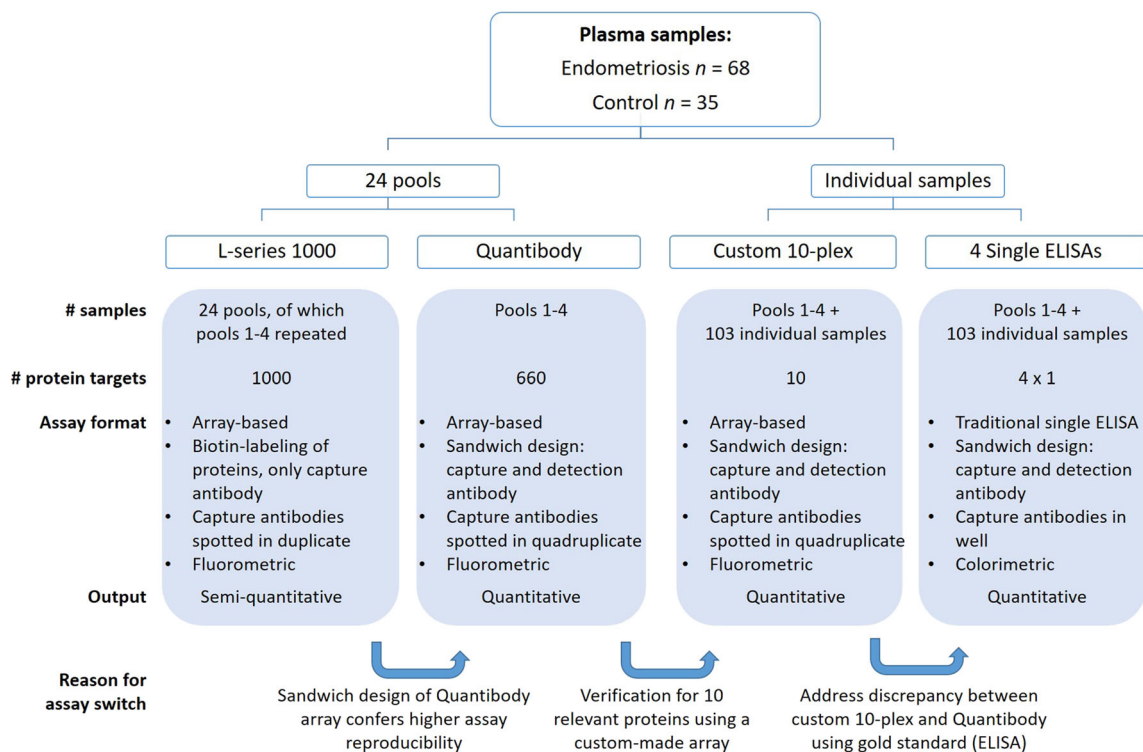 Plasma samples:
Endometriosis n = 68
Control n = 35
24 pools
Individual samples
L-series 1000
Quantibody
Custom 10-plex
4 Single ELISAs
# samples
24 pools, of which
pools 1-4 repeated
Pools 1-4
Pools 1-4 +
103 individual samples
Pools 1-4 +
103 individual samples
# protein targets
1000
660
10
4 x 1
Assay format
• Array-based
• Biotin-labeling of
proteins, only capture
antibody
• Capture antibodies
spotted in duplicate
• Fluorometric
• Array-based
• Sandwich design:
capture and detection
antibody
• Capture antibodies
spotted in quadruplicate
• Fluorometric
• Array-based
• Sandwich design:
capture and detection
antibody
• Capture antibodies
spotted in quadruplicate
• Fluorometric
• Traditional single ELISA
• Sandwich design:
capture and detection
antibody
• Capture antibodies in
well
• Colorimetric
Output
Semi-quantitative
Quantitative
Quantitative
Quantitative
Reason for
assay switch
Sandwich design of Quantibody
array confers higher assay
reproducibility
Verification for 10
relevant proteins using a
custom-made array
Address discrepancy between
custom 10-plex and Quantibody
using gold standard (ELISA)